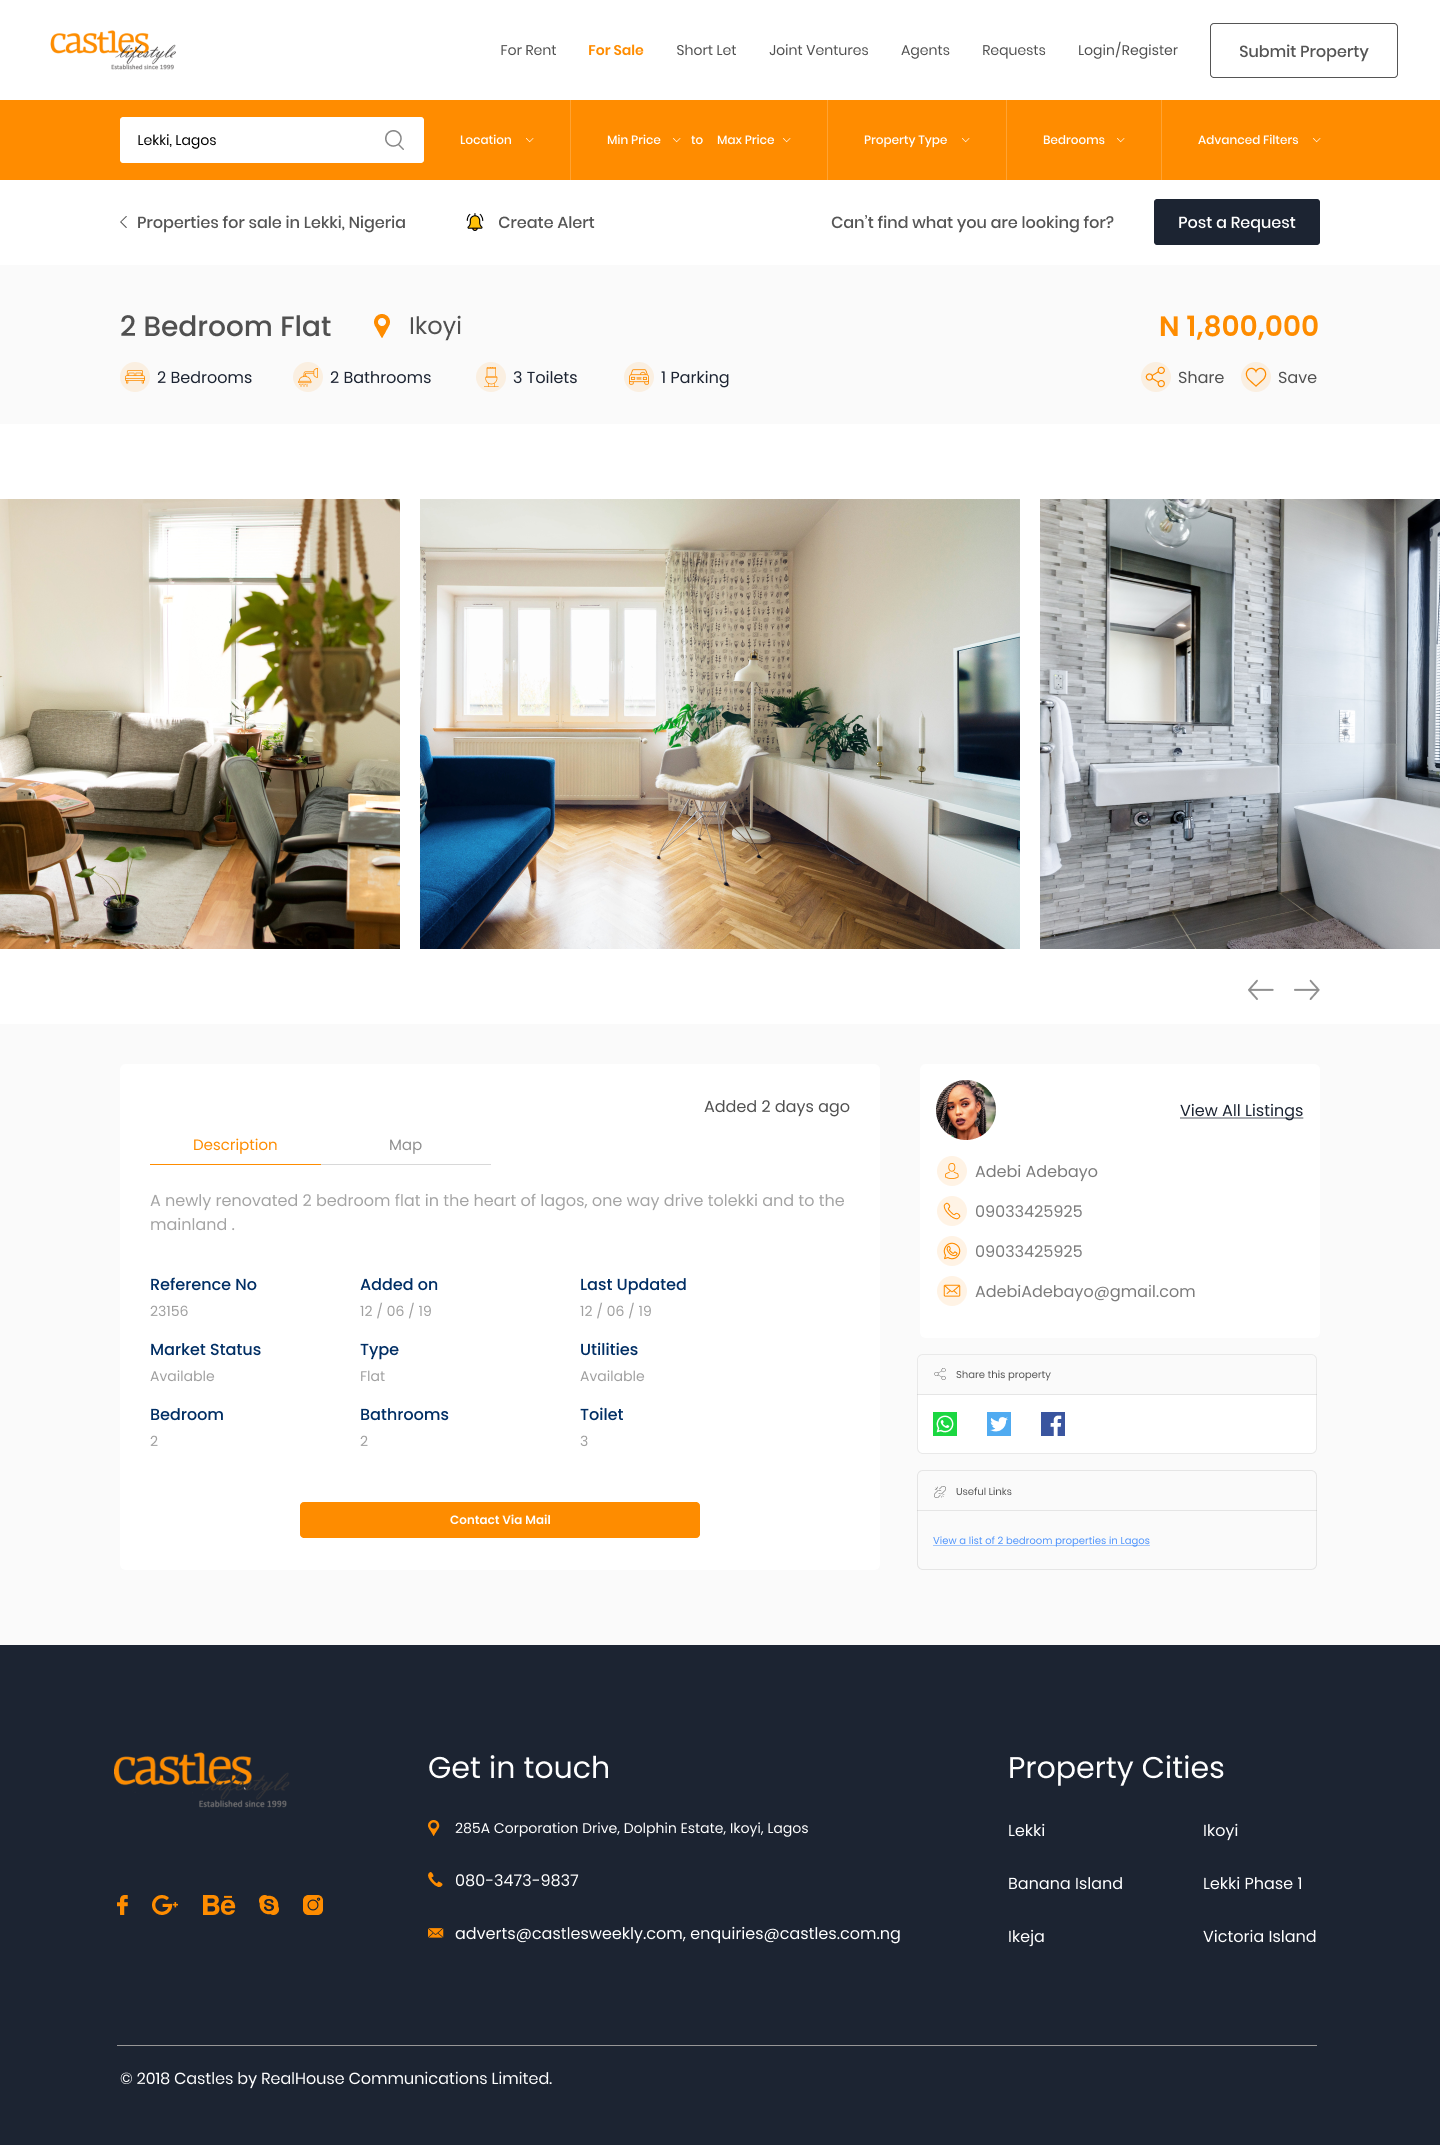 castles
lifestyle
Established since 1999
For Rent
For Sale
Short Let
Joint Ventures
Agents
Requests
Login/Register
Submit Property
Lekki, Lagos
Location
Min Price
to
Max Price
Property Type
Bedrooms
Advanced Filters
Properties for sale in Lekki, Nigeria
Create Alert
Can't find what you are looking for?
Post a Request
2 Bedroom Flat
Ikoyi
N 1,800,000
2 Bedrooms
2 Bathrooms
3 Toilets
1 Parking
Share
Save
Added 2 days ago
Description
Map
A newly renovated 2 bedroom flat in the heart of lagos, one way drive tolekki and to the
mainland .
Reference No
Added on
Last Updated
23156
12 / 06 / 19
12 / 06 / 19
Market Status
Type
Utilities
Available
Flat
Available
Bedroom
Bathrooms
Toilet
2
2
3
Contact Via Mail
View All Listings
Adebi Adebayo
09033425925
09033425925
AdebiAdebayo@gmail.com
Share this property
Useful Links
View a list of 2 bedroom properties in Lagos
castles
lifestyle
Established since 1999
Get in touch
285A Corporation Drive, Dolphin Estate, Ikoyi, Lagos
080-3473-9837
adverts@castlesweekly.com, enquiries@castles.com.ng
Property Cities
Lekki
Ikoyi
Banana Island
Lekki Phase 1
Ikeja
Victoria Island
© 2018 Castles by RealHouse Communications Limited.